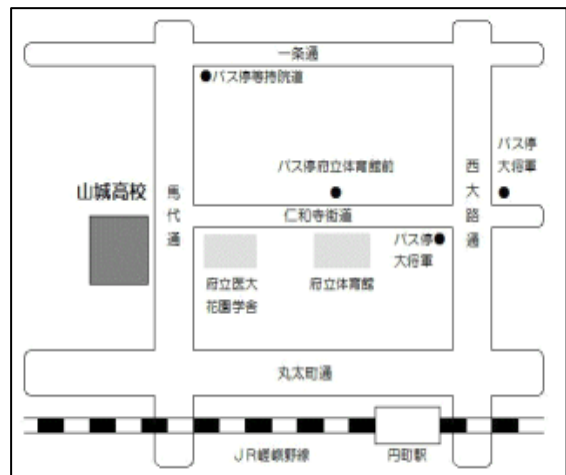 一条通
●バス停等持院道
バス停
大将軍
●
バス停府立体育館前
●
西大路通
山城高校
馬代通
仁和寺街道
バス停●
大将軍
府立医大
花園学舎
府立体育館
丸太町通
JR嵯峨野線
円町駅